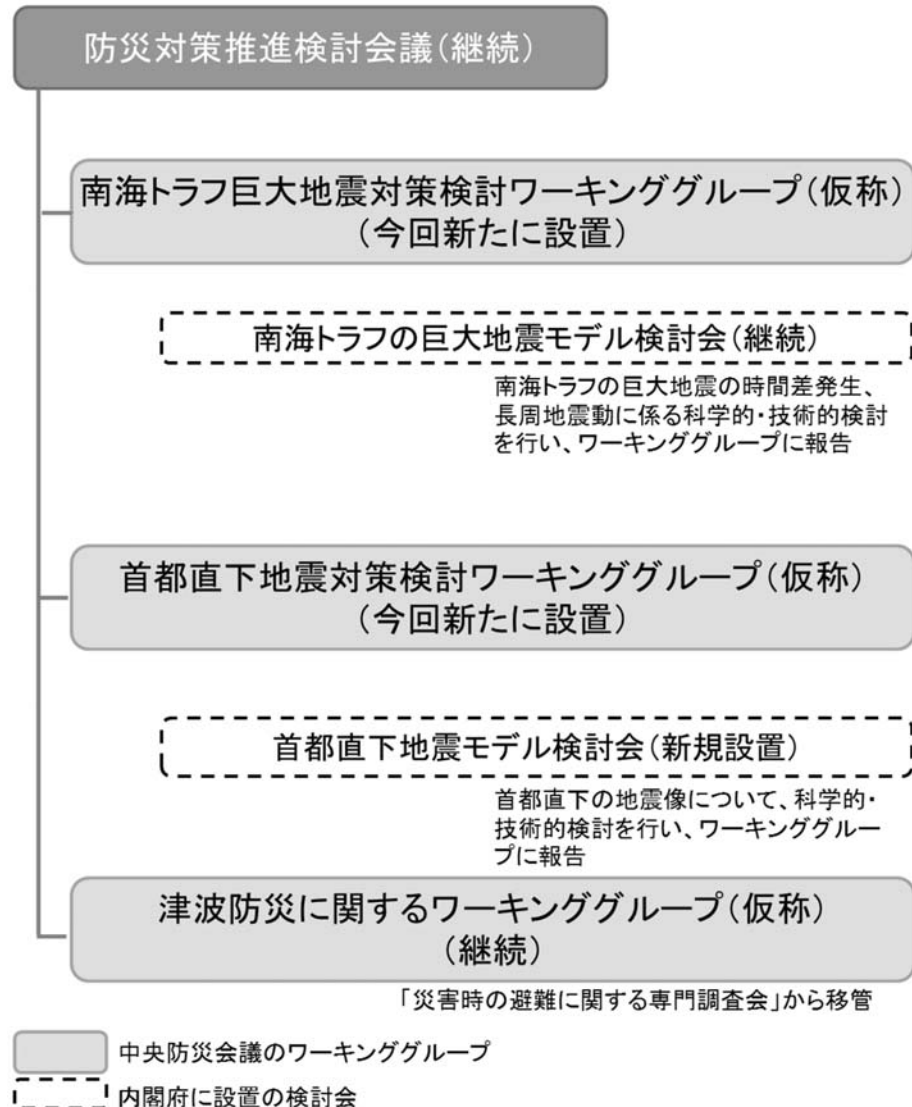 防災対策推進検討会議(継続)
南海トラフ巨大地震対策検討ワーキンググループ(仮称)
(今回新たに設置)
南海トラフの巨大地震モデル検討会(継続)
南海トラフの巨大地震の時間差発生、
長周地震動に係る科学的・技術的検討
を行い、ワーキンググループに報告
首都直下地震対策検討ワーキンググループ(仮称)
(今回新たに設置)
首都直下地震モデル検討会(新規設置)
首都直下の地震像について、科学的・
技術的検討を行い、ワーキンググルー
プに報告
津波防災に関するワーキンググループ(仮称)
(継続)
「災害時の避難に関する専門調査会」から移管
中央防災会議のワーキンググループ
内閣府に設置の検討会